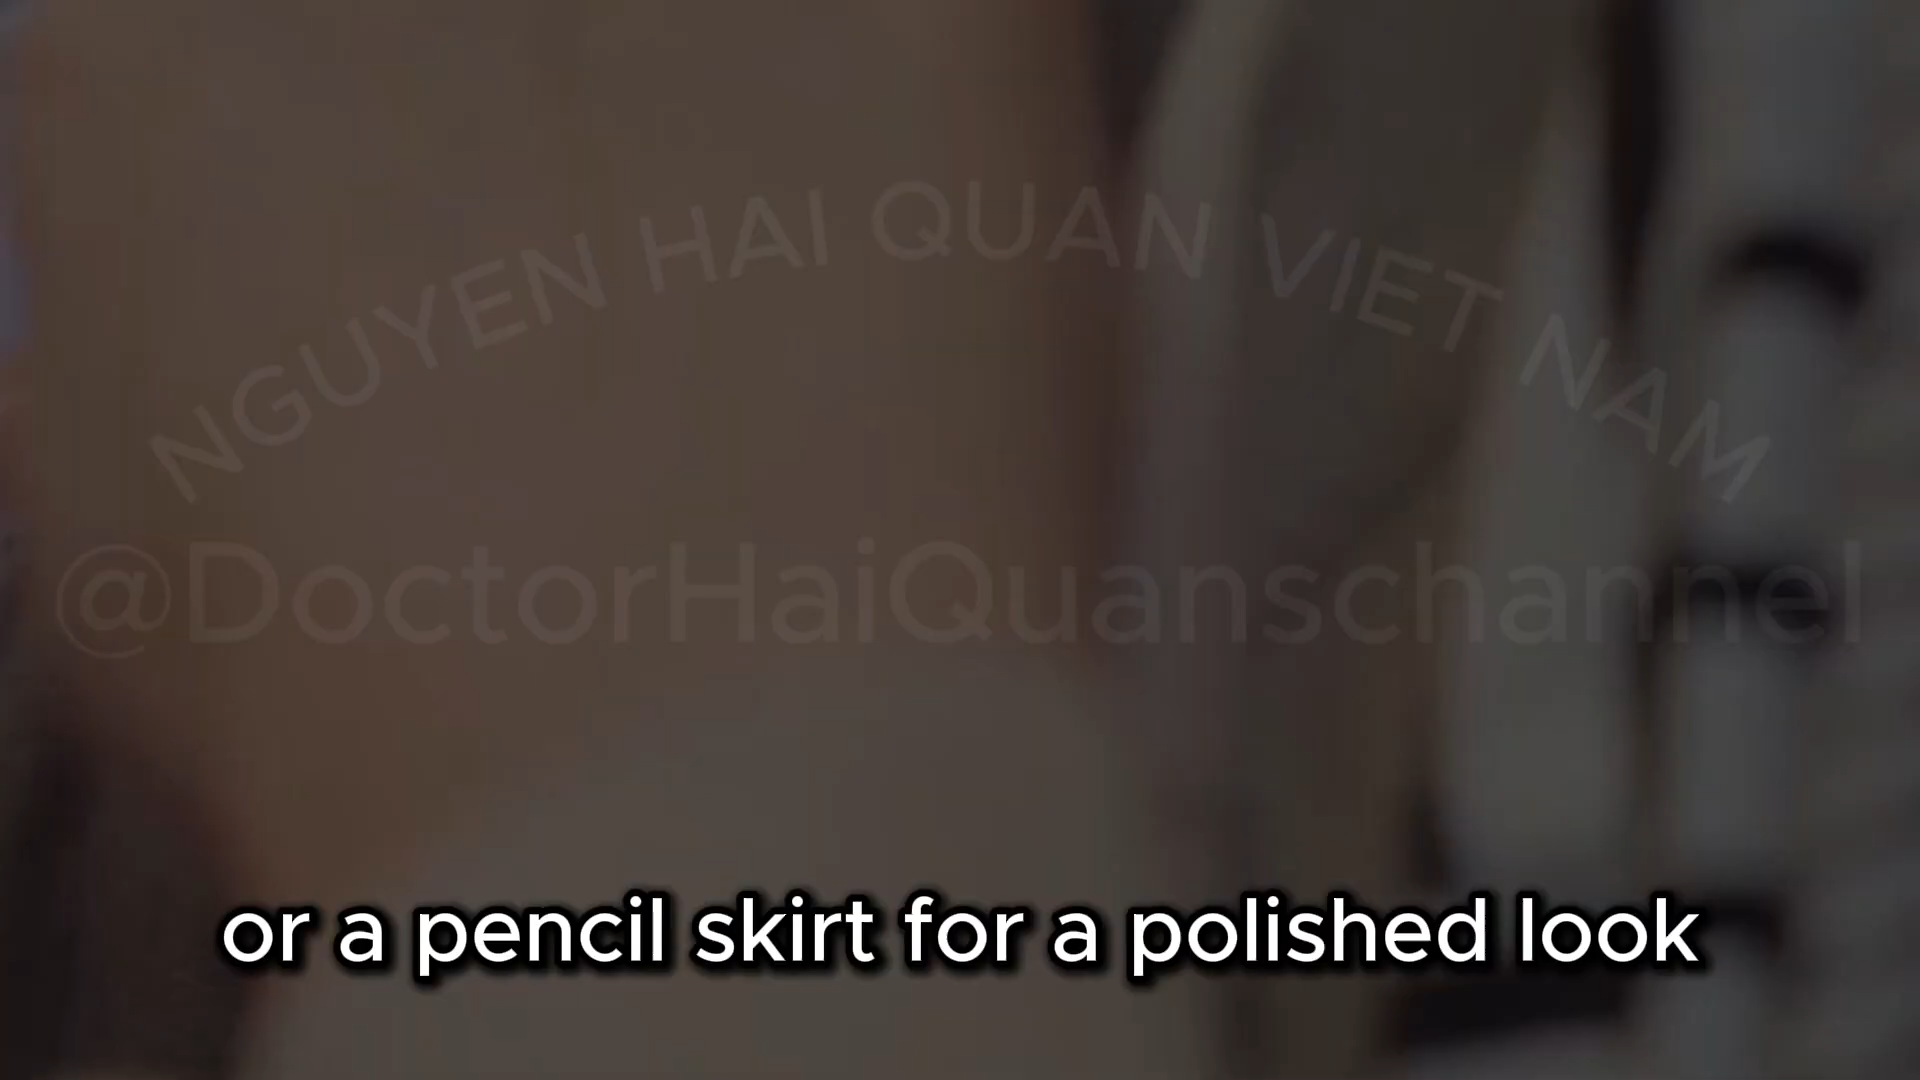 NGUYEN HAI QUAN VIET NAM
@DoctorHaiQuanschannel
or a pencil skirt for a polished look